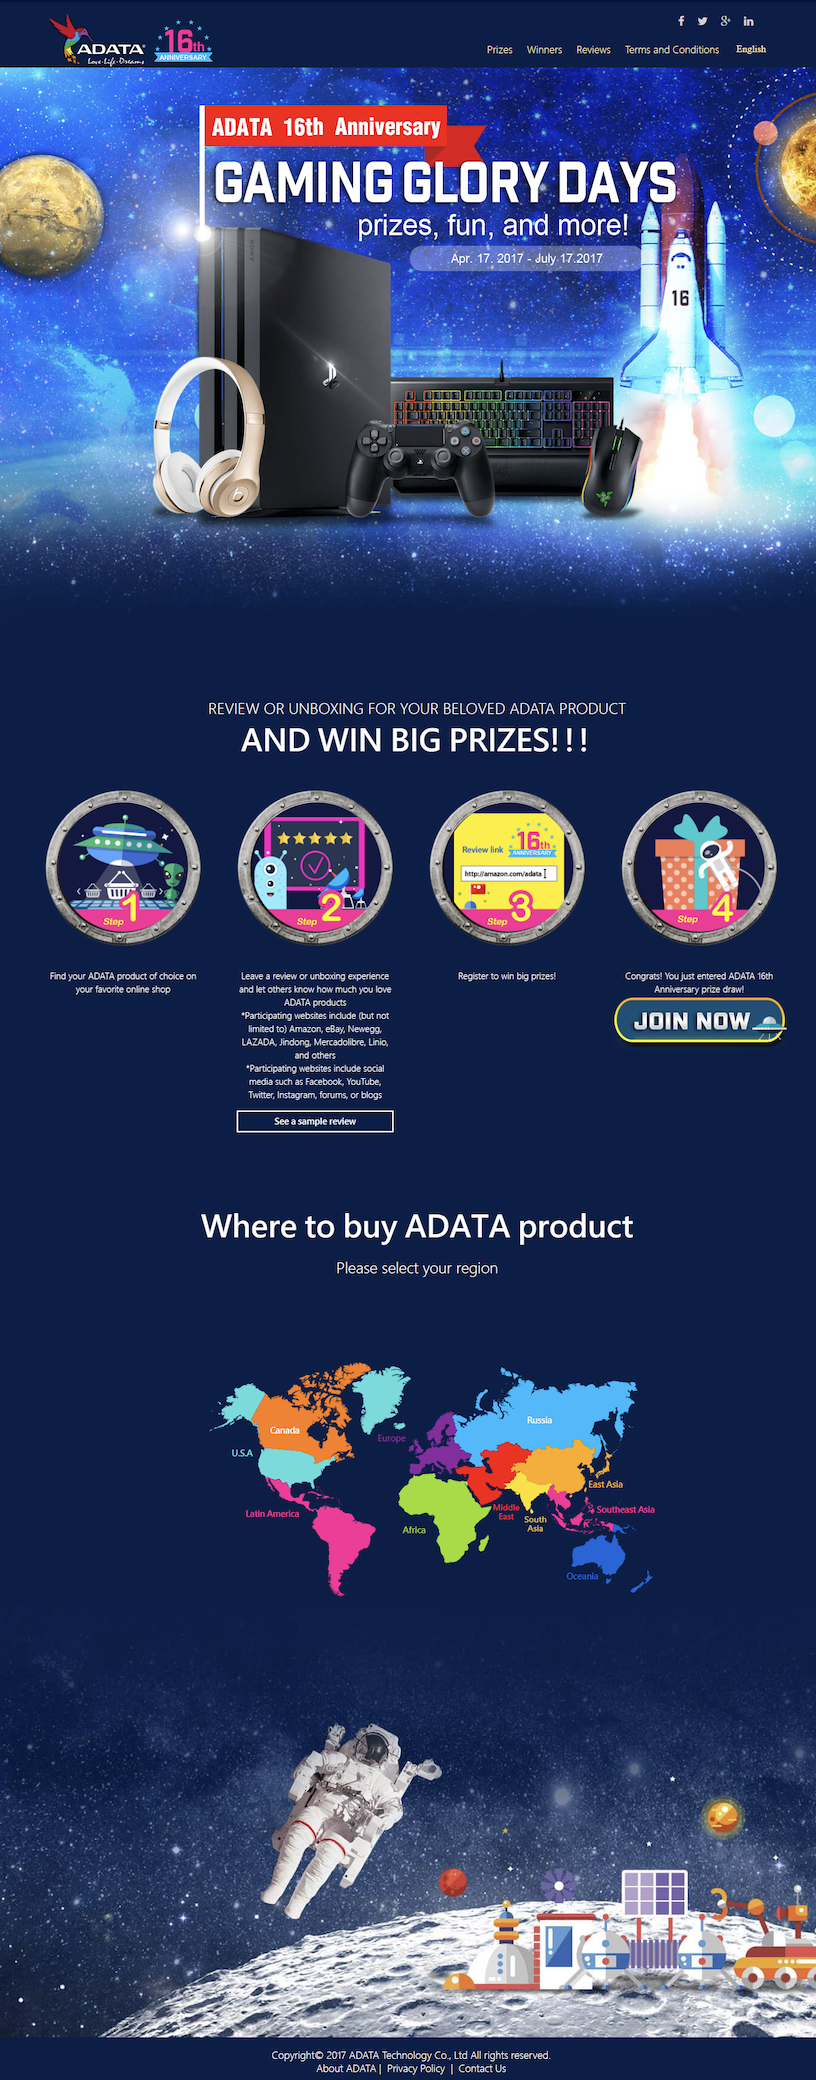 ADATA
Love·Life·Dreams
16th
ANNIVERSARY
Prizes
Winners
Reviews
Terms and Conditions
English
ADATA 16th Anniversary
GAMING GLORY DAYS
prizes, fun, and more!
Apr. 17. 2017 - July 17.2017
SONY
16
REVIEW OR UNBOXING FOR YOUR BELOVED ADATA PRODUCT
AND WIN BIG PRIZES!!!
Step 1
Find your ADATA product of choice on
your favorite online shop
Step 2
Leave a review or unboxing experience
and let others know how much you love
ADATA products
*Participating websites include (but not
limited to) Amazon, eBay, Newegg,
LAZADA, Jindong, Mercadolibre, Linio,
and others
*Participating websites include social
media such as Facebook, YouTube,
Twitter, Instagram, forums, or blogs
See a sample review
Review link
16th
ANNIVERSARY
http://amazon.com/adata
Step 3
Register to win big prizes!
Step 4
Congrats! You just entered ADATA 16th
Anniversary prize draw!
JOIN NOW
Where to buy ADATA product
Please select your region
Canada
U.S.A
Latin America
Europe
Russia
Africa
Middle
East
South
Asia
East Asia
Southeast Asia
Oceania
Copyright© 2017 ADATA Technology Co., Ltd All rights reserved.
About ADATA | Privacy Policy | Contact Us